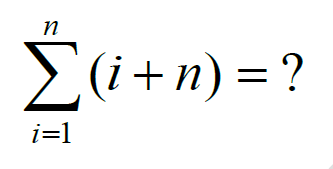 n
∑(i+n)=?
i=1